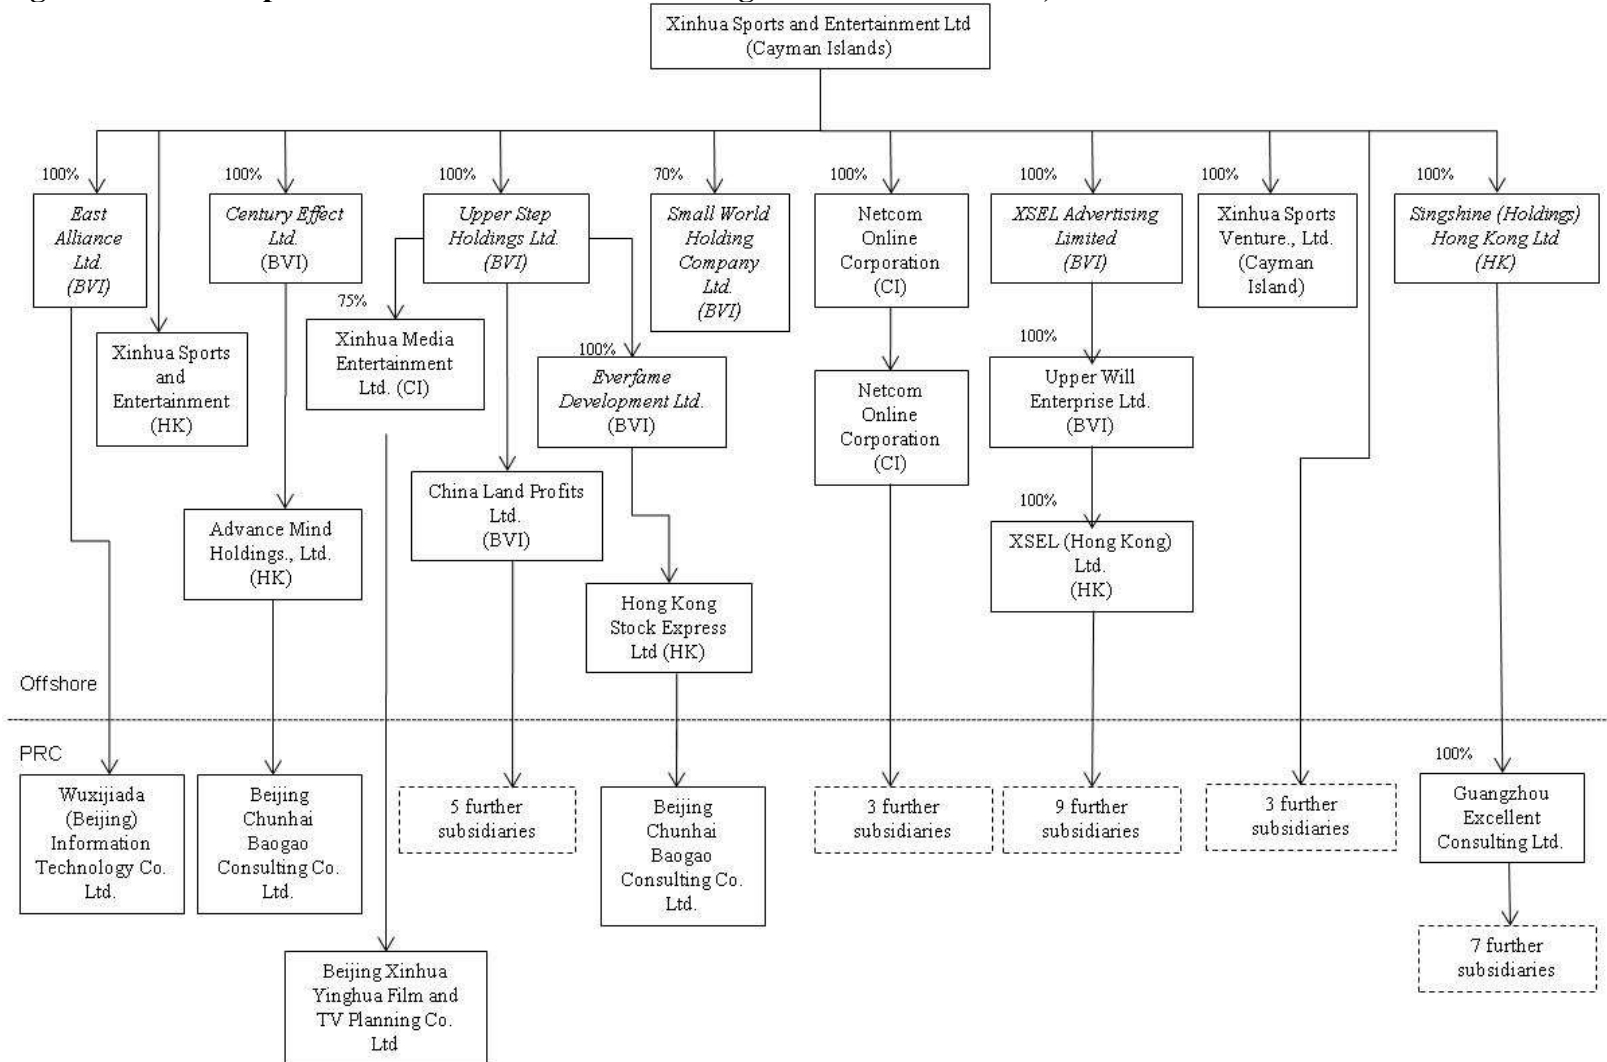 Xinhua Sports and Entertainment Ltd
(Cayman Islands)
100%
100%
100%
70%
100%
100%
100%
100%
East
Alliance
Ltd.
(BVI)
Century Effect
Ltd.
(BVI)
Upper Step
Holdings Ltd.
(BVI)
Small World
Holding
Company
Ltd.
(BVI)
Netcom
Online
Corporation
(CI)
XSEL Advertising
Limited
(BVI)
Xinhua Sports
Venture., Ltd.
(Cayman
Island)
Singshine (Holdings)
Hong Kong Ltd
(HK)
75%
Xinhua Sports
and
Entertainment
(HK)
Xinhua Media
Entertainment
Ltd. (CI)
100%
Everfame
Development Ltd.
(BVI)
Netcom
Online
Corporation
(CI)
100%
Upper Will
Enterprise Ltd.
(BVI)
China Land Profits
Ltd.
(BVI)
100%
Advance Mind
Holdings., Ltd.
(HK)
XSEL (Hong Kong)
Ltd.
(HK)
Hong Kong
Stock Express
Ltd (HK)
Offshore
PRC
100%
Wuxijiada
(Beijing)
Information
Technology Co.
Ltd.
Beijing
Chunhai
Baogao
Consulting Co.
Ltd.
5 further
subsidiaries
Beijing
Chunhai
Baogao
Consulting Co.
Ltd.
3 further
subsidiaries
9 further
subsidiaries
3 further
subsidiaries
Guangzhou
Excellent
Consulting Ltd.
7 further
subsidiaries
Beijing Xinhua
Yinghua Film and
TV Planning Co.
Ltd